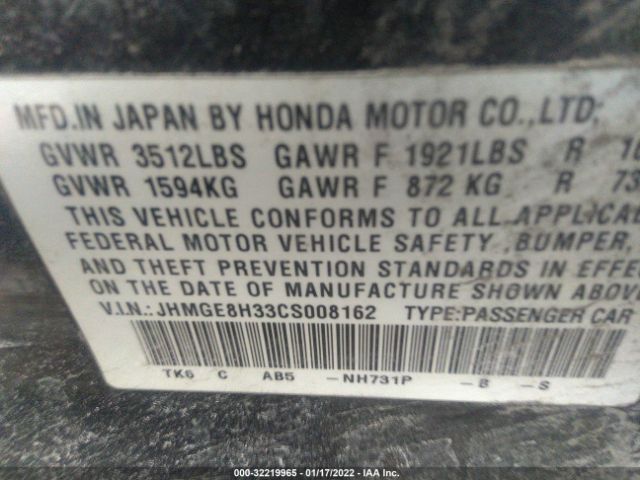 MFD.IN JAPAN BY HONDA MOTOR CO.,LTD;
GVWR 3512LBS GAWR F 1921LBS R
GVWR 1594KG GAWR F 872 KG R
THIS VEHICLE CONFORMS TO ALL APPLICA
FEDERAL MOTOR VEHICLE SAFETY ,BUMPER,
AND THEFT PREVENTION STANDARDS IN EFFE
ON THE DATE OF MANUFACTURE SHOWN ABOV
V.I.N.:JHMGE8H33CS008162 TYPE:PASSENGER CAR
TK6 C AB5 -NH731P -B -S
000-32219965 - 01/17/2022 - IAA Inc.